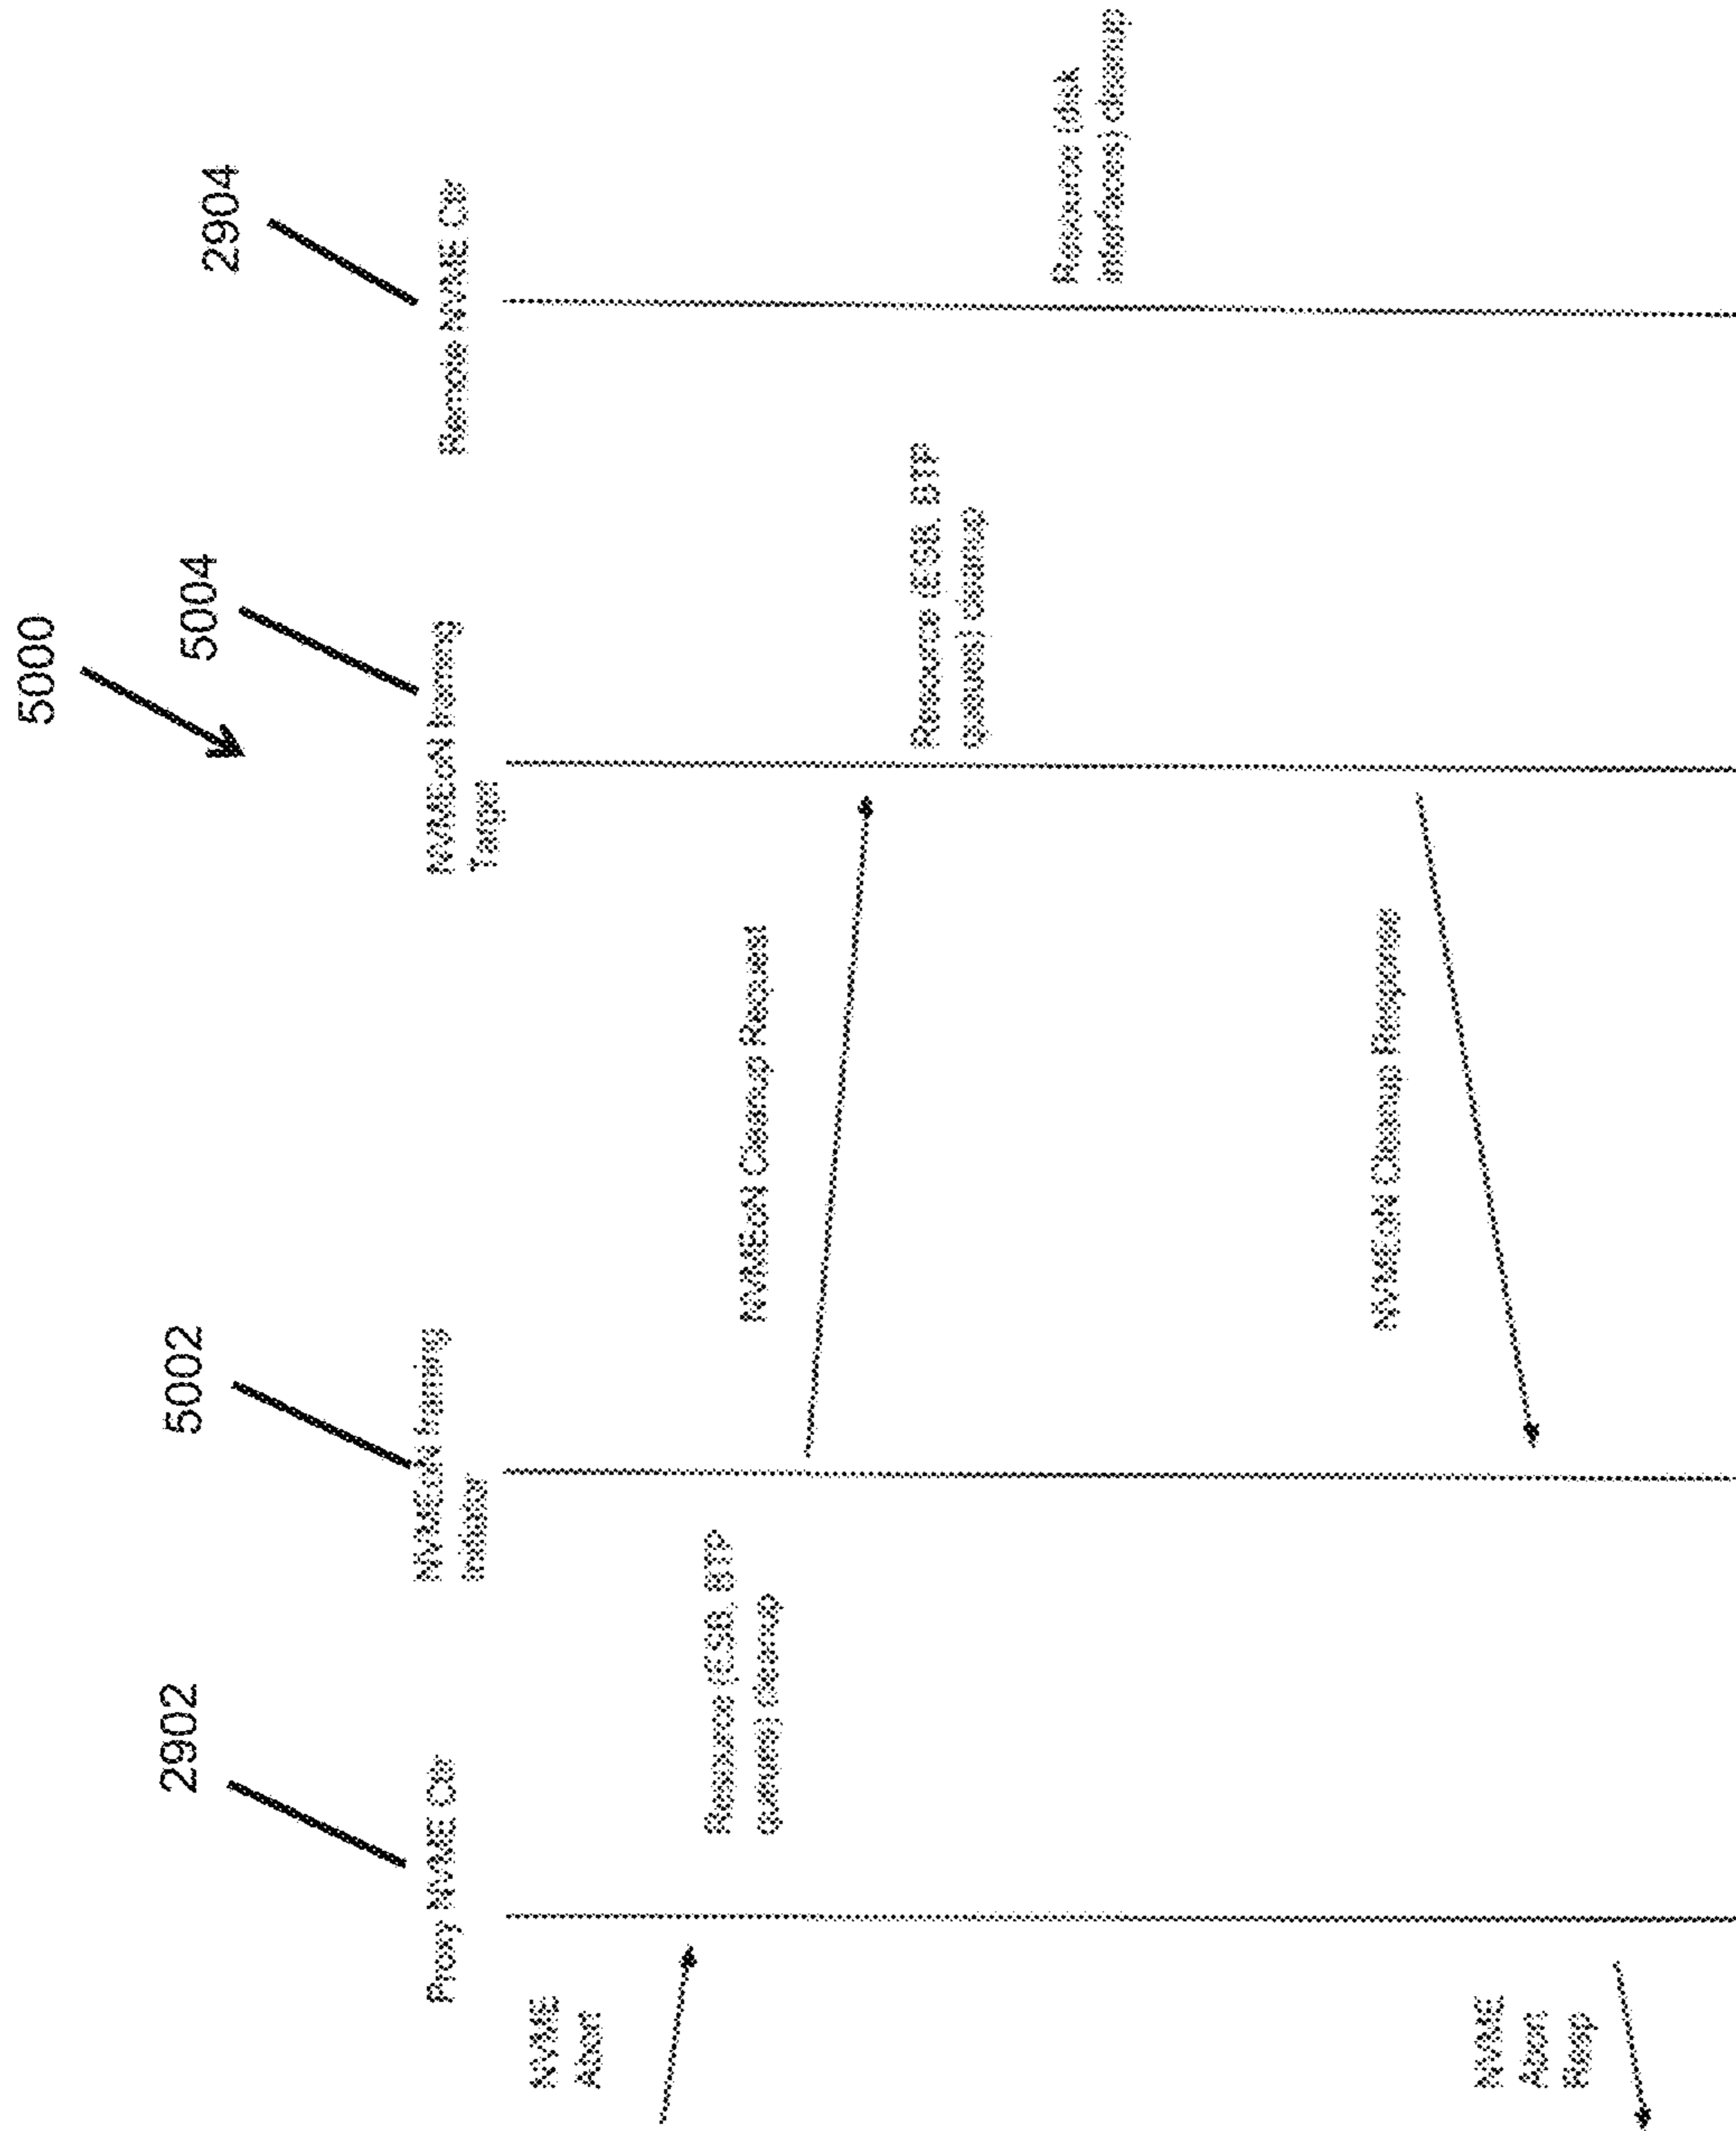 5000
2902
5002
5004
2904
Proxy NVME Ctlr
NVMEoN framing
Initiator
NVMEoN framing
Target
Remote NVME Ctlr
NVME
Abort
Resource (ESB, BTP
queues) cleanup
NVMEoN Cleanup Request
Resource (ESB, BTP
queues) cleanup
Resource (disk
interfaces) cleanup
NVMEoN Cleanup Response
NVME
Abort
Resp